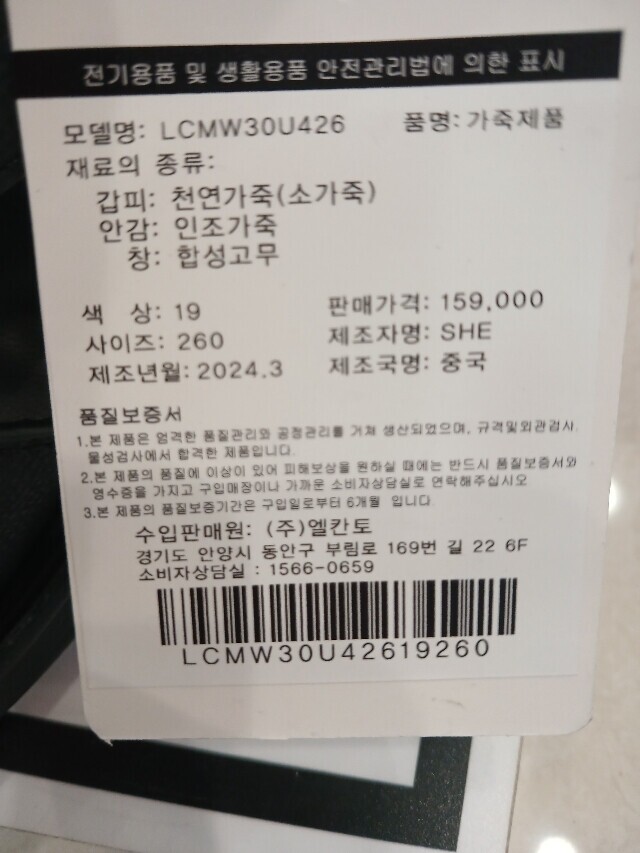 전기용품 및 생활용품 안전관리법에 의한 표시
모델명: LCMW30U426 품명: 가죽제품
재료의 종류:
갑피: 천연가죽(소가죽)
안감: 인조가죽
창: 합성고무
색 상: 19 판매가격: 159,000
사이즈: 260 제조자명: SHE
제조년월: 2024.3 제조국명: 중국
품질보증서
1.본 제품은 엄격한 품질관리와 공정관리를 거쳐 생산되었으며, 규격및외관검사.
물성검사에서 합격한 제품입니다.
2.본 제품의 품질에 이상이 있어 피해보상을 원하실 때에는 반드시 품질보증서와
영수증을 가지고 구입매장이나 가까운 소비자상담실로 연락해주십시오
3.본 제품의 품질보증기간은 구입일로부터 6개월 입니다.
수입판매원: (주)엘칸토
경기도 안양시 동안구 부림로 169번 길 22 6F
소비자상담실 : 1566-0659
LCMW30U42619260